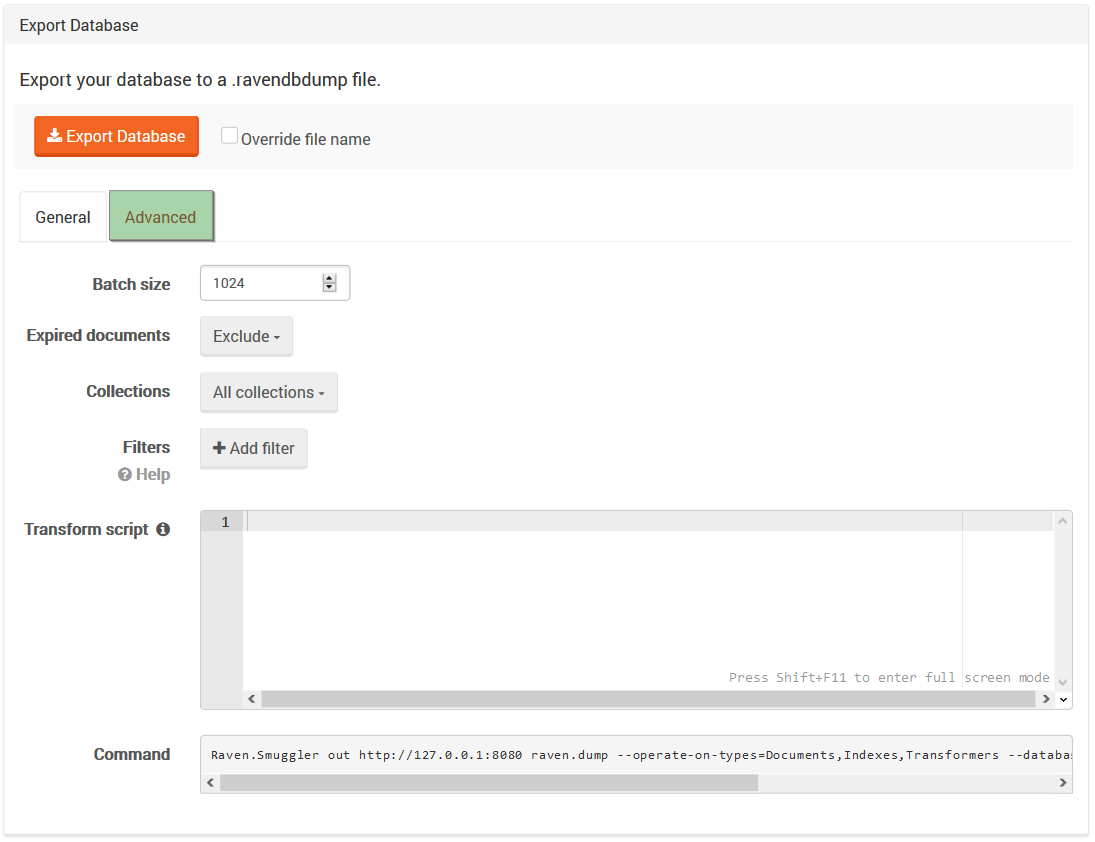 Export Database
Export your database to a .ravendbdump file.
Export Database
Override file name
General
Advanced
Batch size
1024
Expired documents
Exclude
Collections
All collections
Filters
Add filter
Help
Transform script
1
Press Shift+F11 to enter full screen mode
Command
Raven.Smuggler out http://127.0.0.1:8080 raven.dump --operate-on-types=Documents,Indexes,Transformers --databa